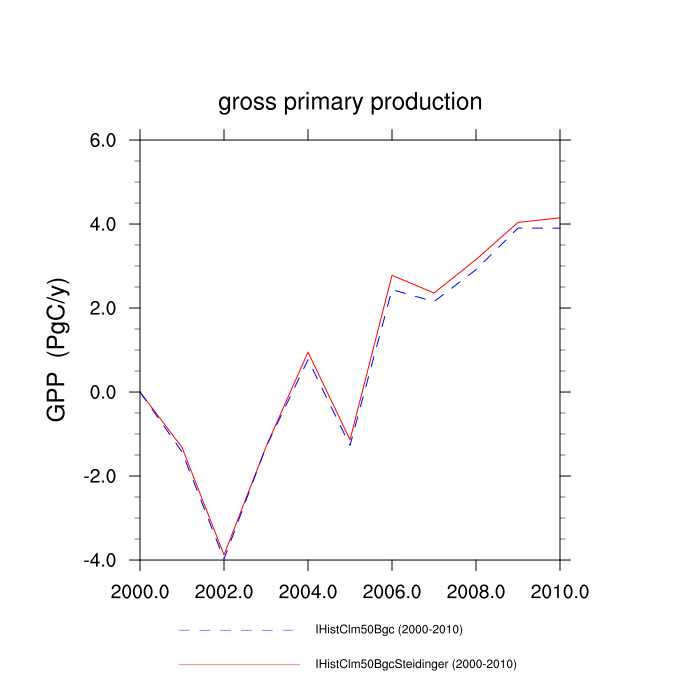 gross primary production
6.0
4.0
2.0
0.0
-2.0
-4.0
GPP (PgC/y)
2000.0 2002.0 2004.0 2006.0 2008.0 2010.0
IHistClm50Bgc (2000-2010)
IHistClm50BgcSteidinger (2000-2010)